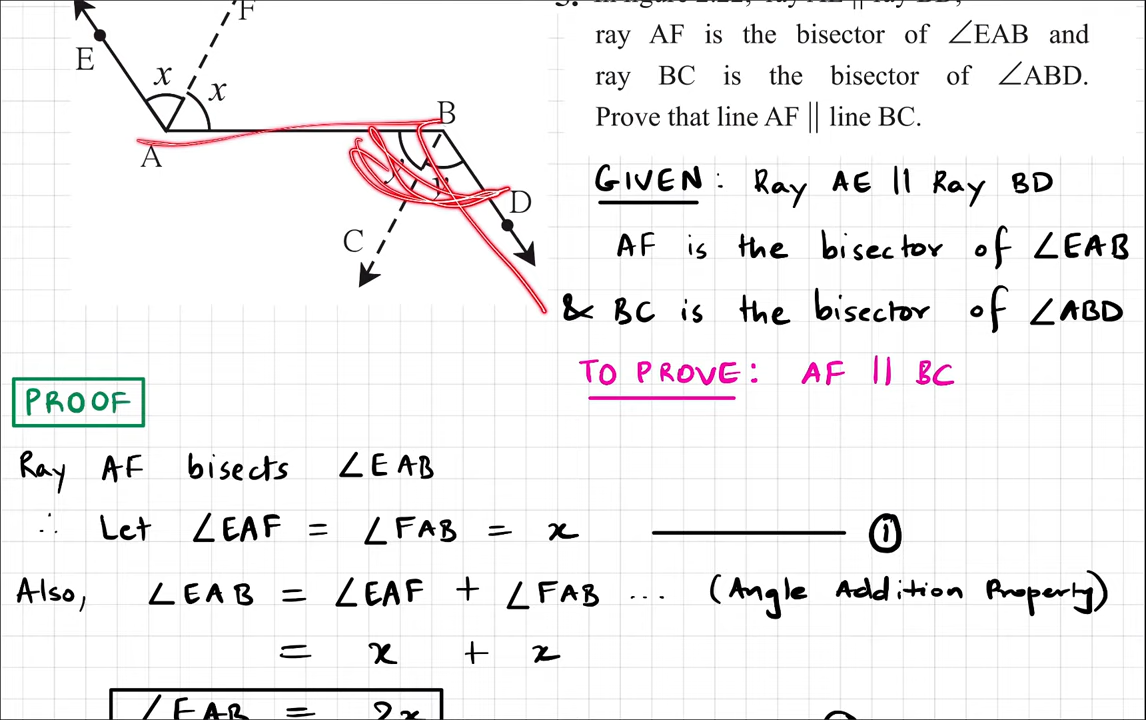 F
E
x
x
B
A
y
D
C
ray AF is the bisector of ∠EAB and
ray BC is the bisector of ∠ABD.
Prove that line AF || line BC.
GIVEN: Ray AE || Ray BD
AF is the bisector of ∠EAB
& BC is the bisector of ∠ABD
TO PROVE: AF || BC
PROOF
Ray AF bisects ∠EAB
∴ Let ∠EAF = ∠FAB = x ①
Also, ∠EAB = ∠EAF + ∠FAB ... (Angle Addition Property)
= x + x
∠EAB = 2x